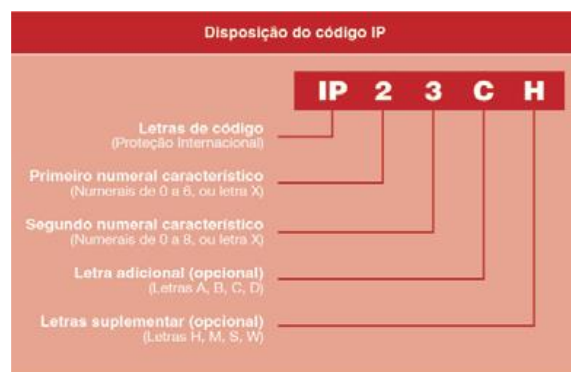 Disposição do código IP
IP 2 3 C H
Letras de código
(Proteção Internacional)
Primeiro numeral característico
(Numerais de 0 a 6, ou letra X)
Segundo numeral característico
(Numerais de 0 a 8, ou letra X)
Letra adicional (opcional)
(Letras A, B, C, D)
Letras suplementar (opcional)
(Letras H, M, S, W)